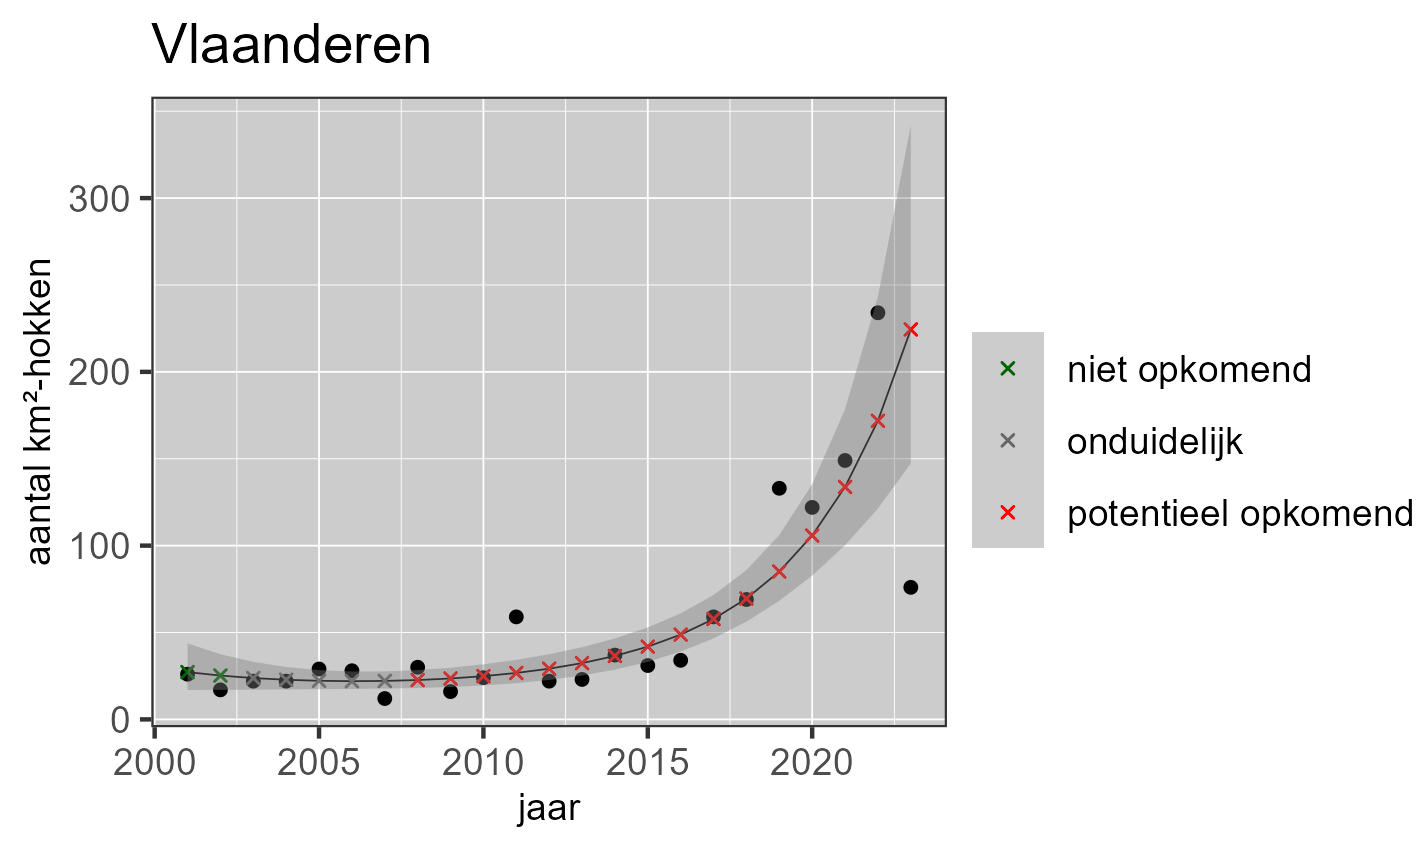 Vlaanderen
300
200
100
0
aantal km²-hokken
2000
2005
2010
2015
2020
jaar
niet opkomend
onduidelijk
potentieel opkomend